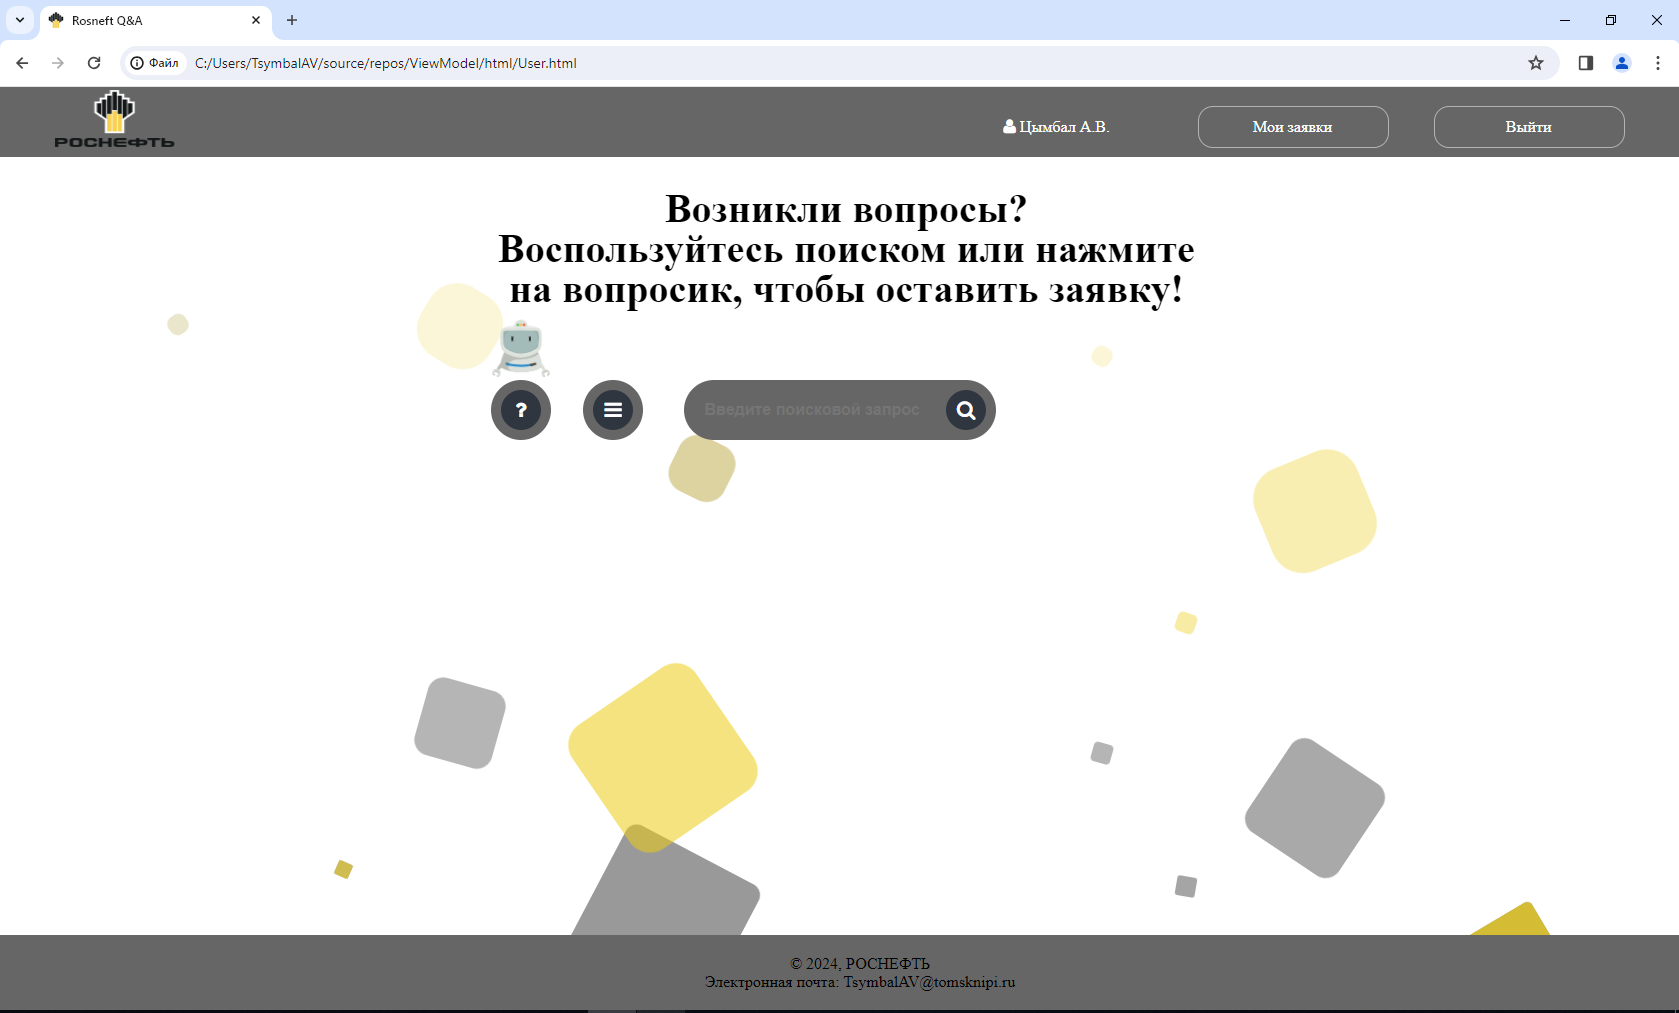 Rosneft Q&A
Файл
C:/Users/TsymbalAV/source/repos/ViewModel/html/User.html
РОСНЕФТЬ
Цымбал А.В.
Мои заявки
Выйти
Возникли вопросы?
Воспользуйтесь поиском или нажмите
на вопросик, чтобы оставить заявку!
?
Введите поисковой запрос
© 2024, РОСНЕФТЬ
Электронная почта: TsymbalAV@tomsknipi.ru